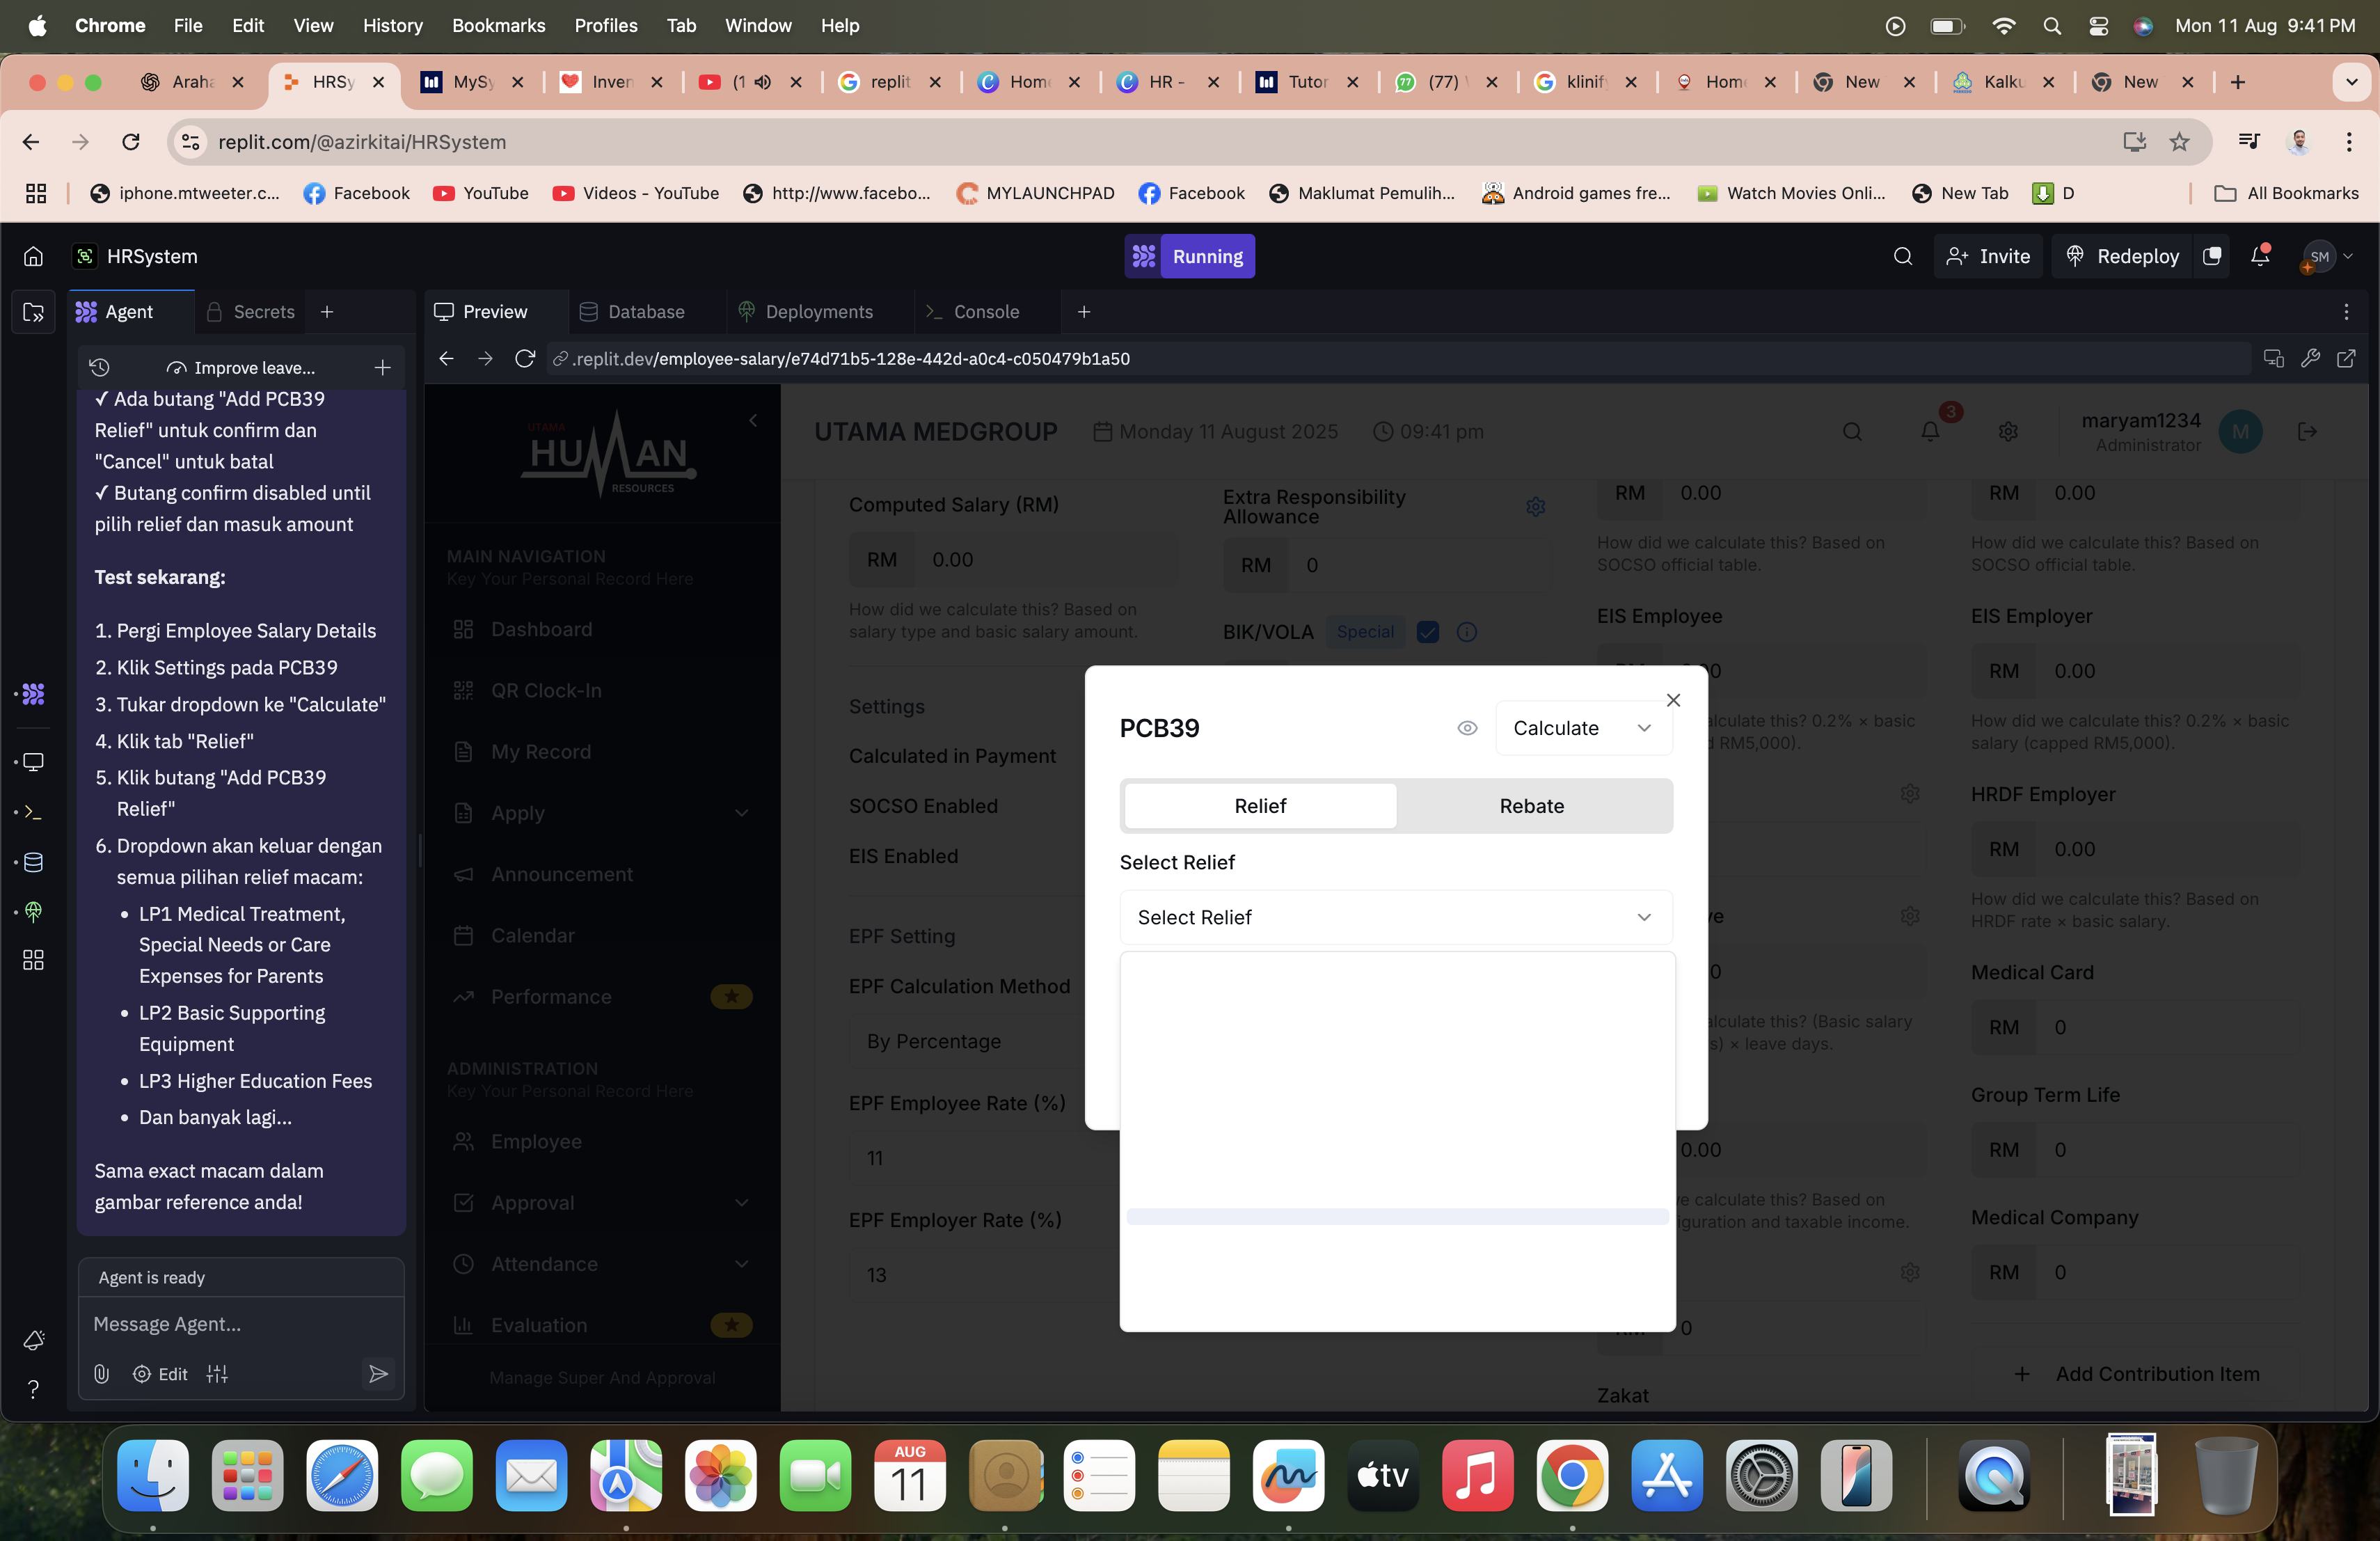 Chrome File Edit View History Bookmarks Profiles Tab Window Help
Mon 11 Aug 9:41 PM
Araha
HRSy
MySy
Inven
(1
replit
Home
HR -
Tutor
(77)
klinif
Home
New
Kalku
New
replit.com/@azirkitai/HRSystem
iphone.mtweeter.c...
Facebook
YouTube
Videos - YouTube
http://www.facebo...
MYLAUNCHPAD
Facebook
Maklumat Pemulih...
Android games fre...
Watch Movies Onli...
New Tab
D
All Bookmarks
HRSystem
Running
Invite
Redeploy
SM
Agent
Secrets
Preview
Database
Deployments
Console
Improve leave...
.replit.dev/employee-salary/e74d71b5-128e-442d-a0c4-c050479b1a50
✓ Ada butang "Add PCB39
Relief" untuk confirm dan
"Cancel" untuk batal
✓ Butang confirm disabled until
pilih relief dan masuk amount
Test sekarang:
1. Pergi Employee Salary Details
2. Klik Settings pada PCB39
3. Tukar dropdown ke "Calculate"
4. Klik tab "Relief"
5. Klik butang "Add PCB39
Relief"
6. Dropdown akan keluar dengan
semua pilihan relief macam:
• LP1 Medical Treatment,
Special Needs or Care
Expenses for Parents
• LP2 Basic Supporting
Equipment
• LP3 Higher Education Fees
• Dan banyak lagi...
Sama exact macam dalam
gambar reference anda!
Agent is ready
Message Agent...
Edit
UTAMA
HUMAN
RESOURCES
MAIN NAVIGATION
Key Your Personal Record Here
Dashboard
QR Clock-In
My Record
Apply
Announcement
Calendar
Performance
ADMINISTRATION
Key Your Personal Record Here
Employee
Approval
Attendance
Evaluation
Manage Super And Approval
UTAMA MEDGROUP
Monday 11 August 2025
09:41 pm
3
maryam1234
Administrator
M
Computed Salary (RM)
RM 0.00
How did we calculate this? Based on
salary type and basic salary amount.
Settings
Calculated in Payment
SOCSO Enabled
EIS Enabled
EPF Setting
EPF Calculation Method
By Percentage
EPF Employee Rate (%)
11
EPF Employer Rate (%)
13
Extra Responsibility
Allowance
RM 0
BIK/VOLA Special
PCB39
Calculate
Relief
Rebate
Select Relief
Select Relief
RM 0.00
How did we calculate this? Based on
SOCSO official table.
EIS Employee
00
alculate this? 0.2% × basic
d RM5,000).
ve
0
alculate this? (Basic salary
s) × leave days.
0.00
e calculate this? Based on
iguration and taxable income.
0
Zakat
RM 0.00
How did we calculate this? Based on
SOCSO official table.
EIS Employer
RM 0.00
How did we calculate this? 0.2% × basic
salary (capped RM5,000).
HRDF Employer
RM 0.00
How did we calculate this? Based on
HRDF rate × basic salary.
Medical Card
RM 0
Group Term Life
RM 0
Medical Company
RM 0
Add Contribution Item
AUG
11
tv